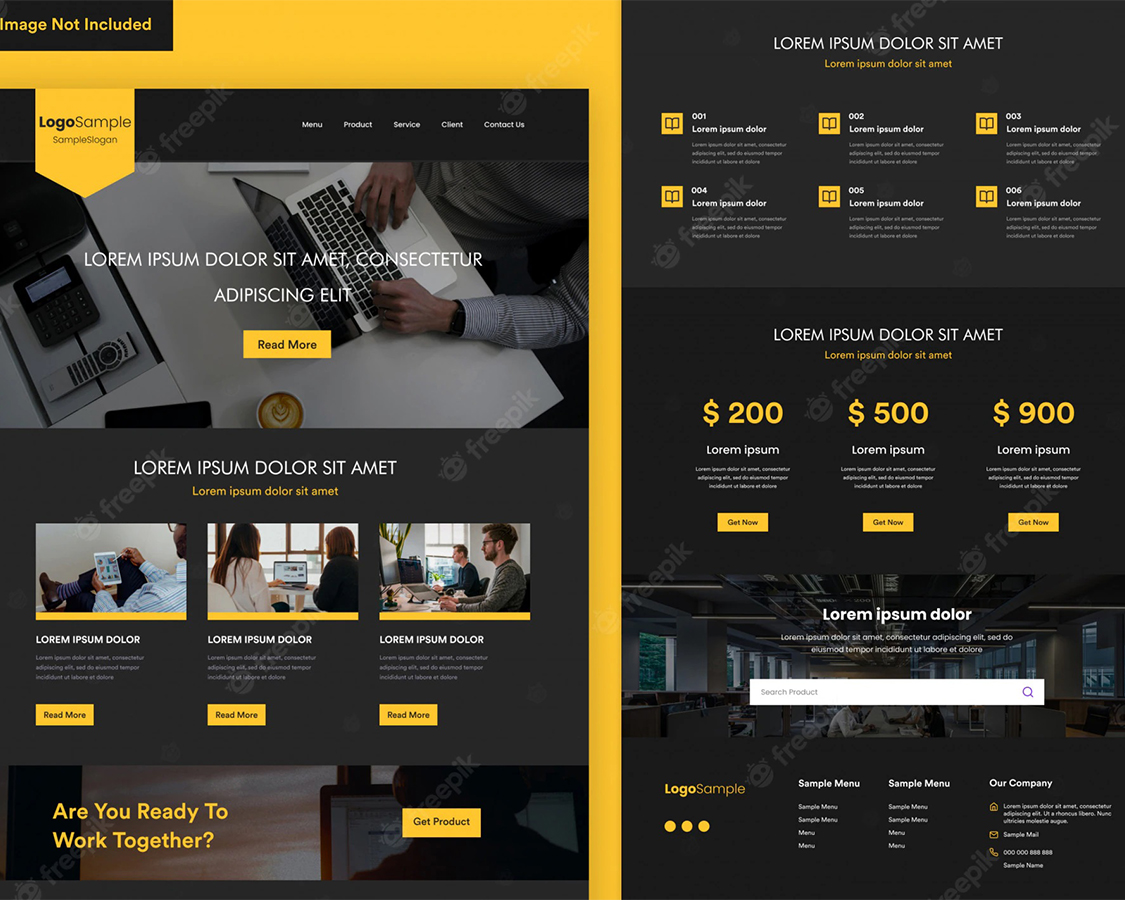 Image Not Included
LogoSample
SampleSlogan
Menu Product Service Client Contact Us
LOREM IPSUM DOLOR SIT AMET, CONSECTETUR
ADIPISCING ELIT
Read More
LOREM IPSUM DOLOR SIT AMET
Lorem ipsum dolor sit amet
LOREM IPSUM DOLOR
Lorem ipsum dolor sit amet, consectetur
adipiscing elit, sed do eiusmod tempor
incididunt ut labore et dolore
Read More
LOREM IPSUM DOLOR
Lorem ipsum dolor sit amet, consectetur
adipiscing elit, sed do eiusmod tempor
incididunt ut labore et dolore
Read More
LOREM IPSUM DOLOR
Lorem ipsum dolor sit amet, consectetur
adipiscing elit, sed do eiusmod tempor
incididunt ut labore et dolore
Read More
Are You Ready To
Work Together?
Get Product
LOREM IPSUM DOLOR SIT AMET
Lorem ipsum dolor sit amet
001
Lorem ipsum dolor
Lorem ipsum dolor sit amet, consectetur
adipiscing elit, sed do eiusmod tempor
incididunt ut labore et dolore
002
Lorem ipsum dolor
Lorem ipsum dolor sit amet, consectetur
adipiscing elit, sed do eiusmod tempor
incididunt ut labore et dolore
003
Lorem ipsum dolor
Lorem ipsum dolor sit amet, consectetur
adipiscing elit, sed do eiusmod tempor
incididunt ut labore et dolore
004
Lorem ipsum dolor
Lorem ipsum dolor sit amet, consectetur
adipiscing elit, sed do eiusmod tempor
incididunt ut labore et dolore
005
Lorem ipsum dolor
Lorem ipsum dolor sit amet, consectetur
adipiscing elit, sed do eiusmod tempor
incididunt ut labore et dolore
006
Lorem ipsum dolor
Lorem ipsum dolor sit amet, consectetur
adipiscing elit, sed do eiusmod tempor
incididunt ut labore et dolore
LOREM IPSUM DOLOR SIT AMET
Lorem ipsum dolor sit amet
$ 200
Lorem ipsum
Lorem ipsum dolor sit amet, consectetur
adipiscing elit, sed do eiusmod tempor
incididunt ut labore et dolore
Get Now
$ 500
Lorem ipsum
Lorem ipsum dolor sit amet, consectetur
adipiscing elit, sed do eiusmod tempor
incididunt ut labore et dolore
Get Now
$ 900
Lorem ipsum
Lorem ipsum dolor sit amet, consectetur
adipiscing elit, sed do eiusmod tempor
incididunt ut labore et dolore
Get Now
Lorem ipsum dolor
Lorem ipsum dolor sit amet, consectetur adipiscing elit, sed do
eiusmod tempor incididunt ut labore et dolore
Search Product
LogoSample
Sample Menu
Sample Menu
Sample Menu
Menu
Menu
Sample Menu
Sample Menu
Sample Menu
Menu
Menu
Our Company
Lorem ipsum dolor sit amet, consectetur
adipiscing elit. Ut a rhoncus libero. Nunc
ultricies molestie augue.
Sample Mail
000 000 888 888
Sample Name
freepik